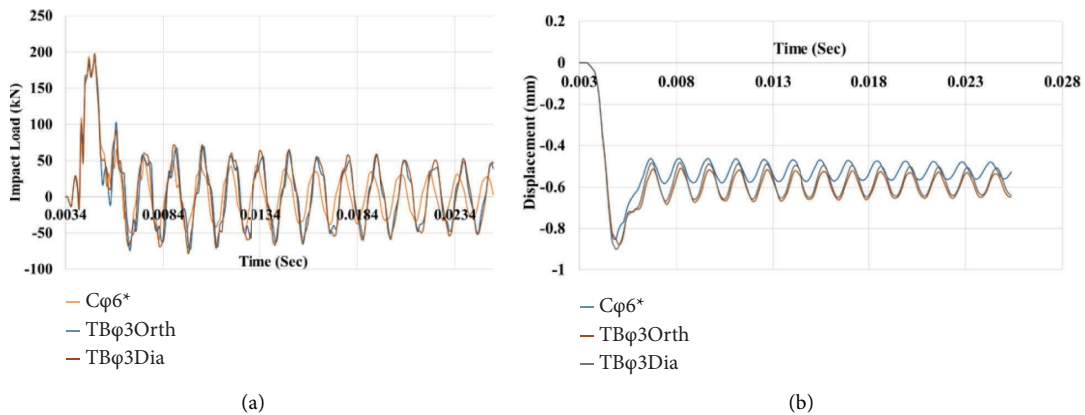 250
200
150
100
50
0
-50
-100
Impact Load (kN)
0.0034 0.0084 0.0134 0.0184 0.0234
Time (Sec)
Cφ6*
TBφ3Orth
TBφ3Dia
(a)
0.2
0
-0.2
-0.4
-0.6
-0.8
-1
Displacement (mm)
Time (Sec)
0.003 0.008 0.013 0.018 0.023 0.028
Cφ6*
TBφ3Orth
TBφ3Dia
(b)